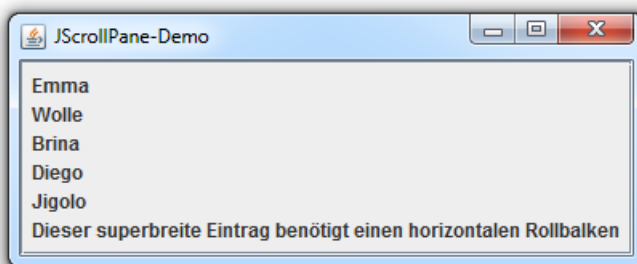 JScrollPane-Demo
Emma
Wolle
Brina
Diego
Jigolo
Dieser superbreite Eintrag benötigt einen horizontalen Rollbalken